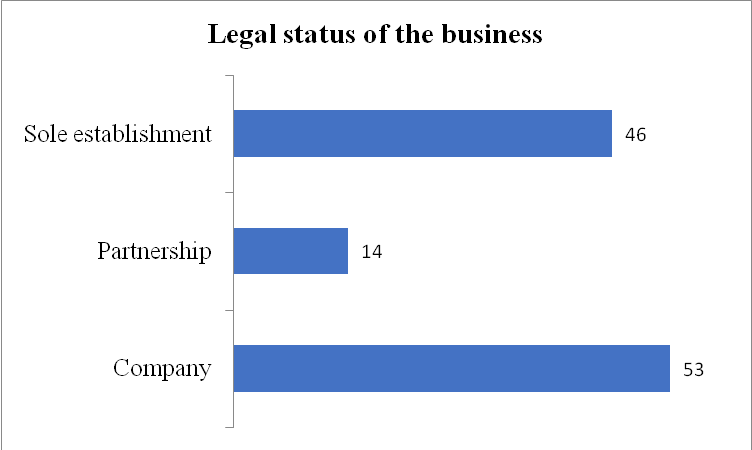 Legal status of the business
Sole establishment 46
Partnership 14
Company 53